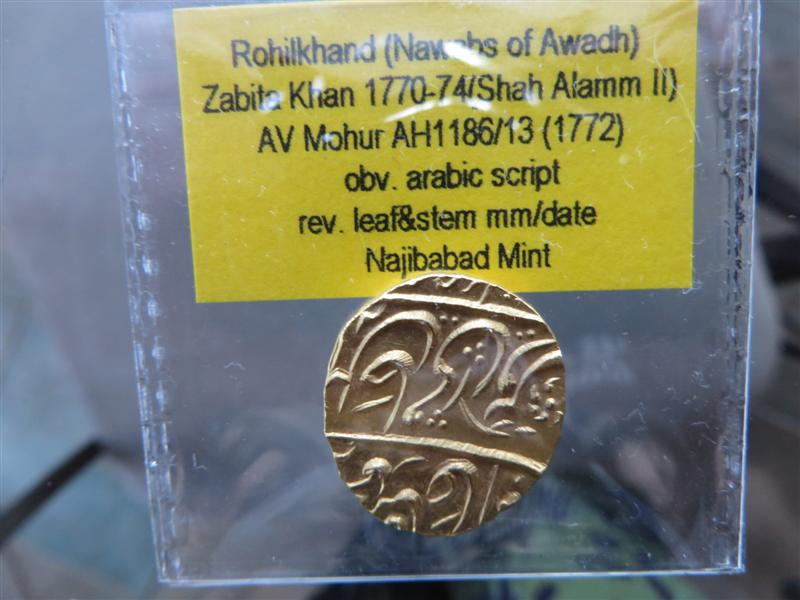 Rohilkhand (Nawabs of Awadh)
Zabita Khan 1770-74/(Shah Alamm II)
AV Mohur AH1186/13 (1772)
obv. arabic script
rev. leaf&stem mm/date
Najibabad Mint